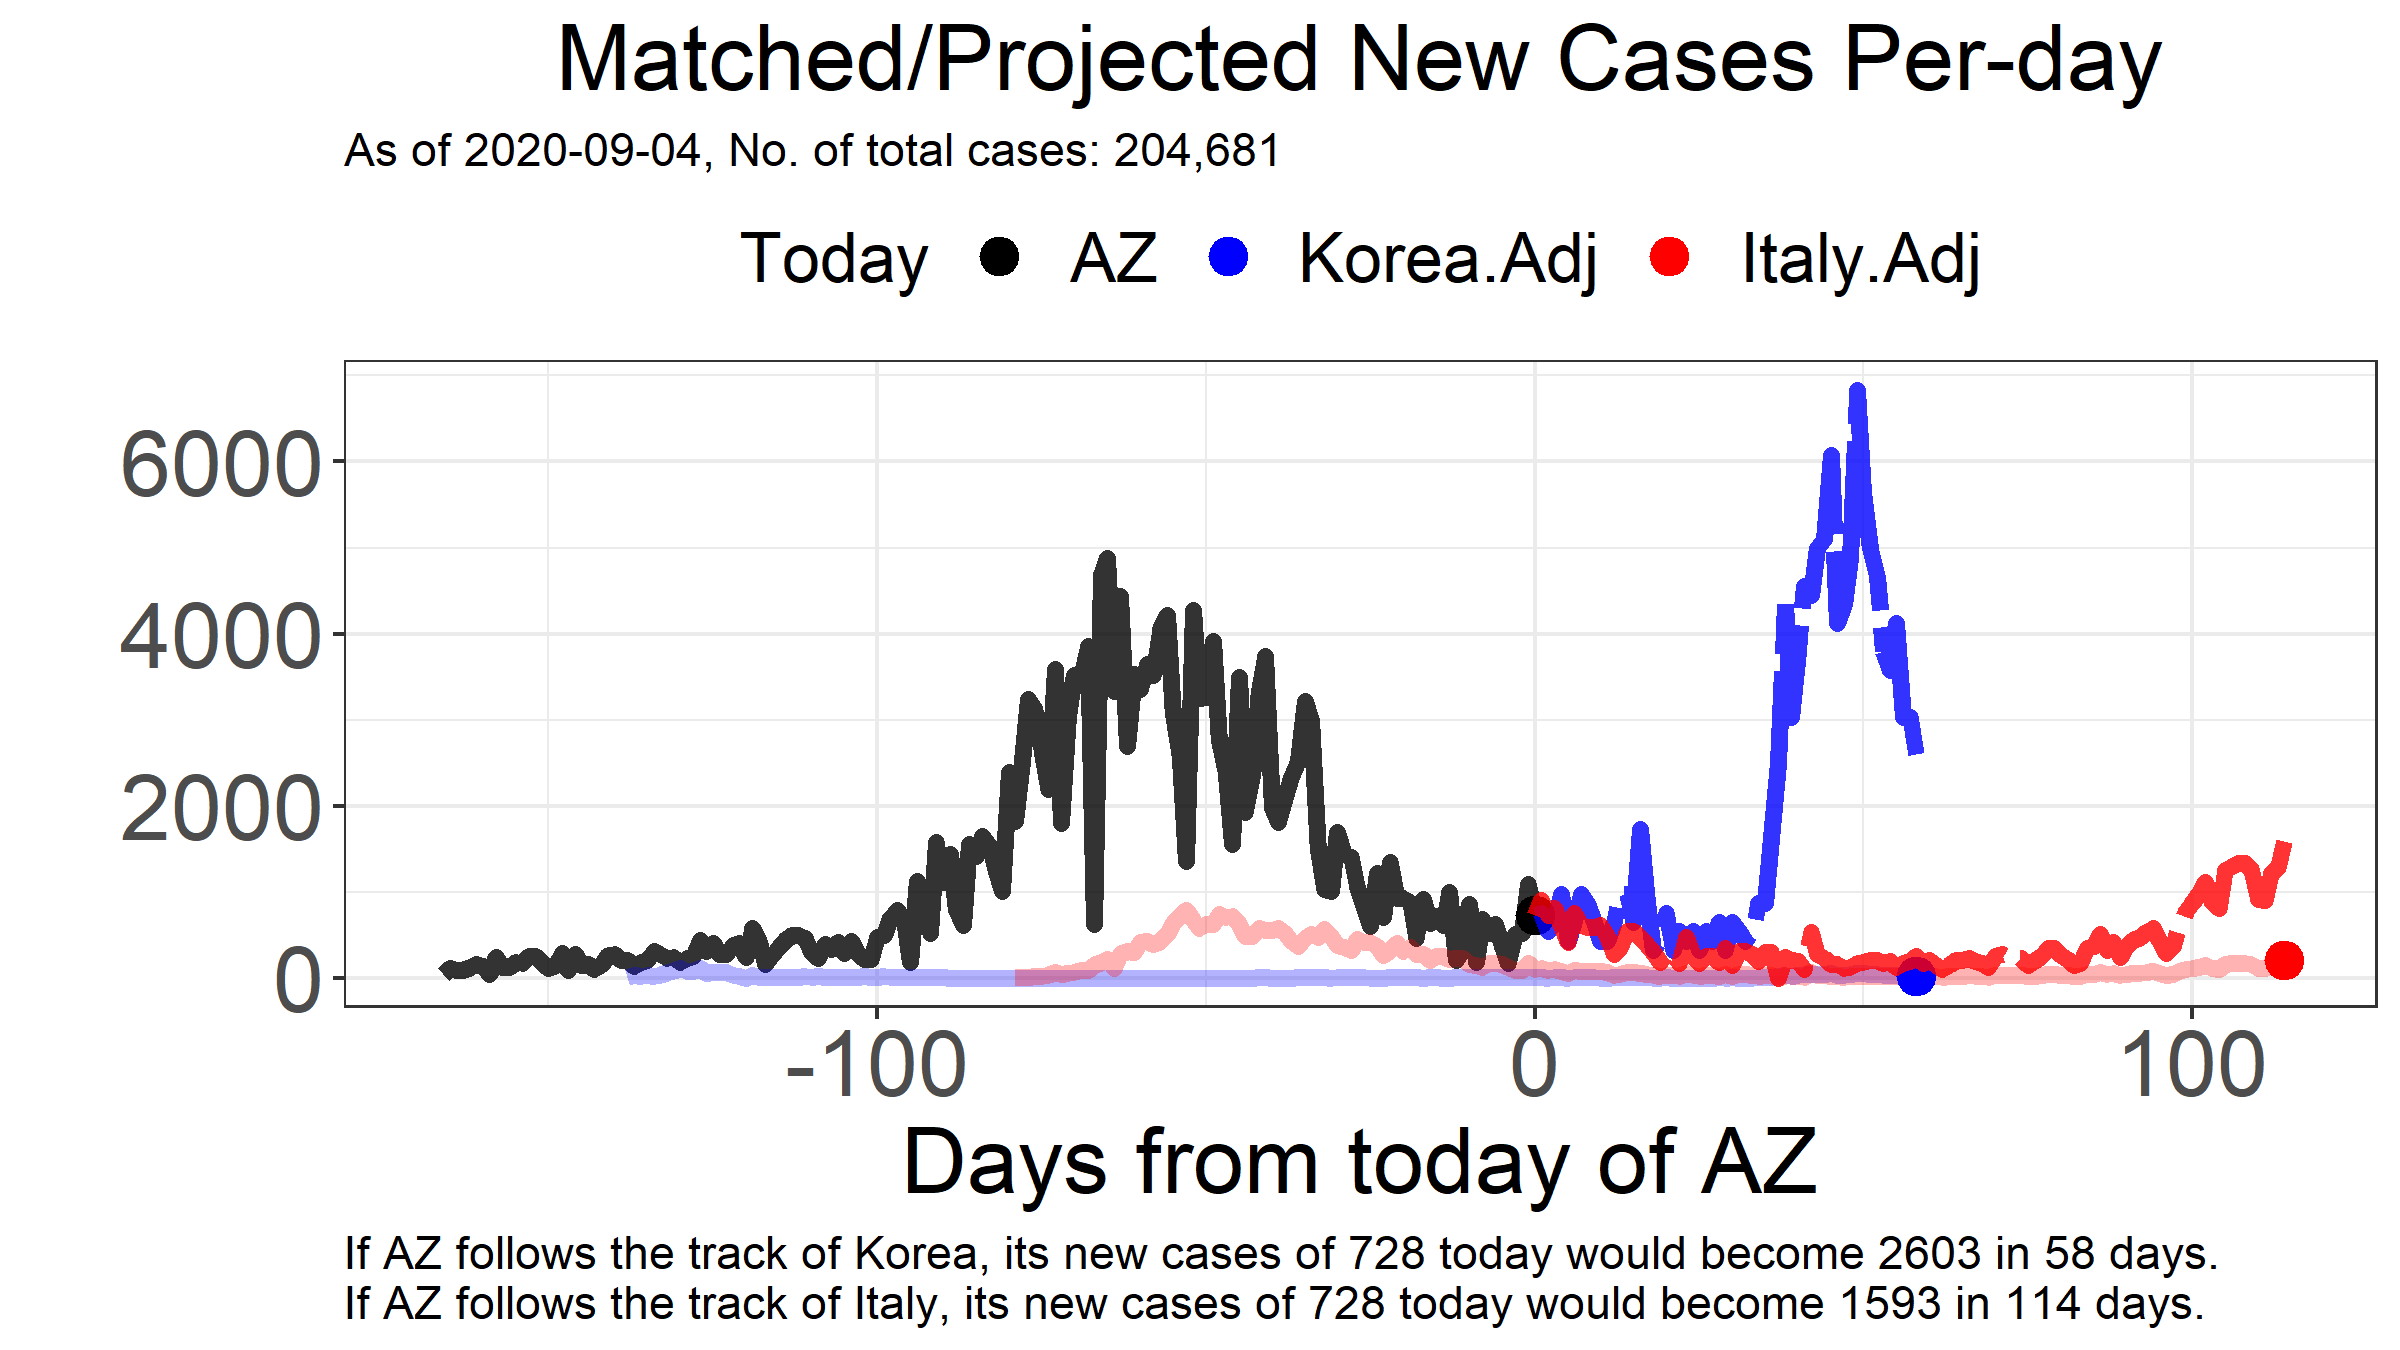 Matched/Projected New Cases Per-day
As of 2020-09-04, No. of total cases: 204,681
Today AZ Korea.Adj Italy.Adj
6000
4000
2000
0
-100 0 100
Days from today of AZ
If AZ follows the track of Korea, its new cases of 728 today would become 2603 in 58 days.
If AZ follows the track of Italy, its new cases of 728 today would become 1593 in 114 days.